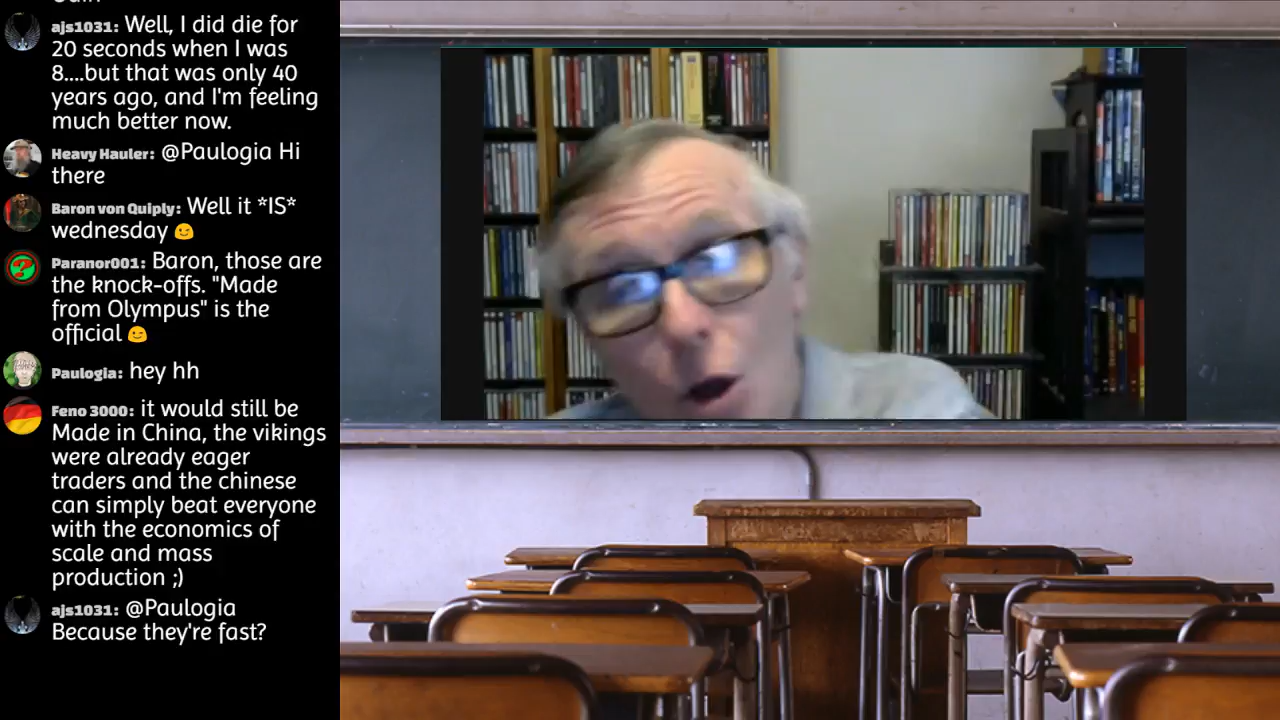 ajs1031: Well, I did die for
20 seconds when I was
8....but that was only 40
years ago, and I'm feeling
much better now.
Heavy Hauler: @Paulogia Hi
there
Baron von Quiply: Well it *IS*
wednesday 😉
Paranor001: Baron, those are
the knock-offs. "Made
from Olympus" is the
official 😉
Paulogia: hey hh
Feno 3000: it would still be
Made in China, the vikings
were already eager
traders and the chinese
can simply beat everyone
with the economics of
scale and mass
production ;)
ajs1031: @Paulogia
Because they're fast?